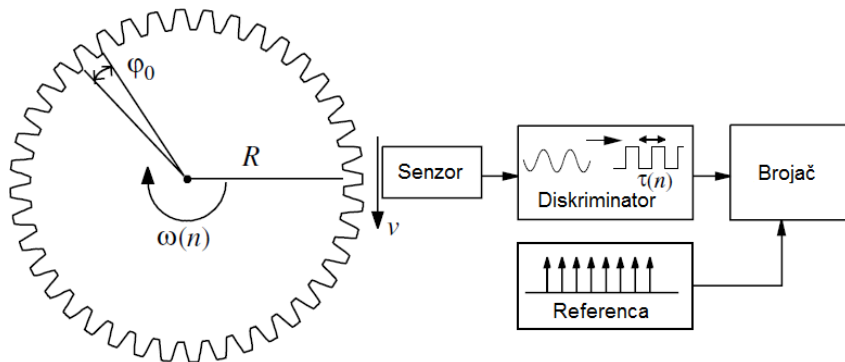 φ₀
R
ω(n)
v
Senzor
τ(n)
Diskriminator
Brojač
Referenca